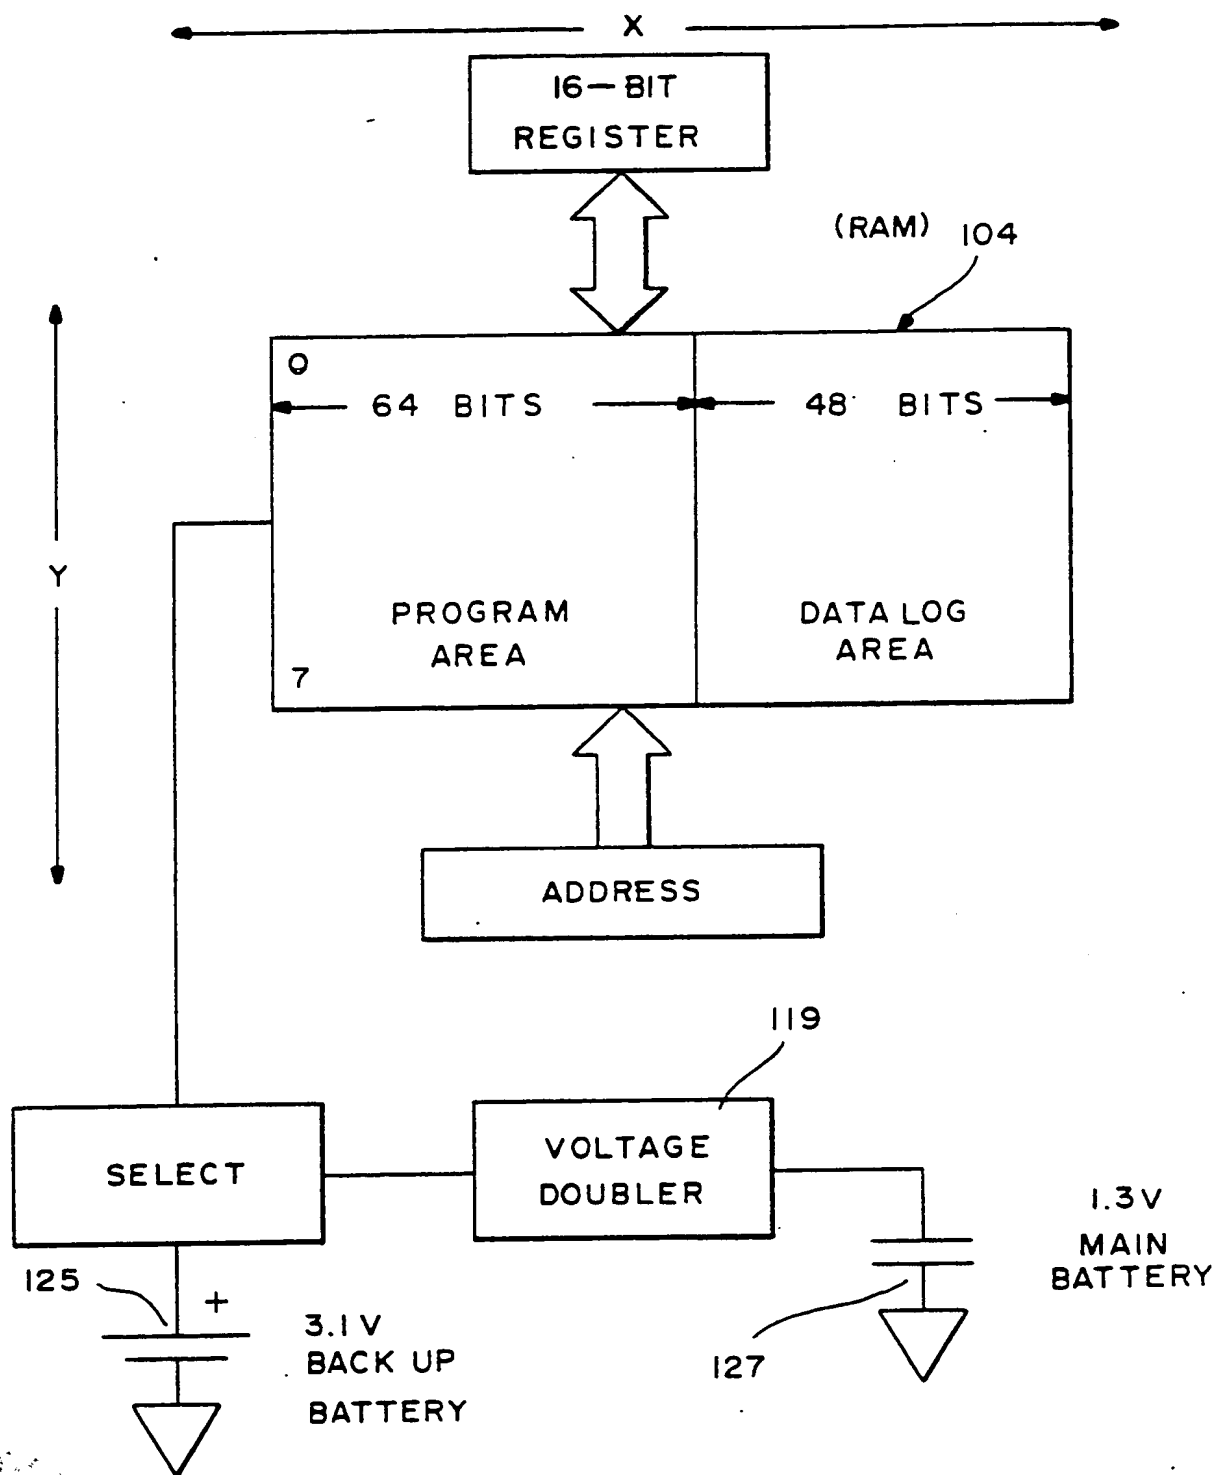 X
16-BIT
REGISTER
(RAM) 104
0
64 BITS
48 BITS
Y
PROGRAM
AREA
DATA LOG
AREA
7
ADDRESS
119
SELECT
VOLTAGE
DOUBLER
1.3V
MAIN
BATTERY
125
+
3.1V
BACK UP
BATTERY
127